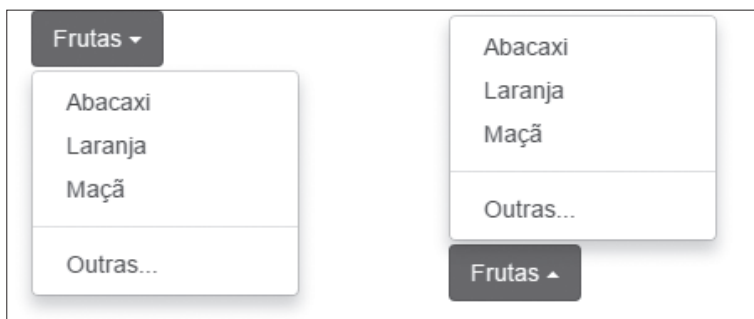 Frutas
Abacaxi
Laranja
Maçã
Outras...
Abacaxi
Laranja
Maçã
Outras...
Frutas